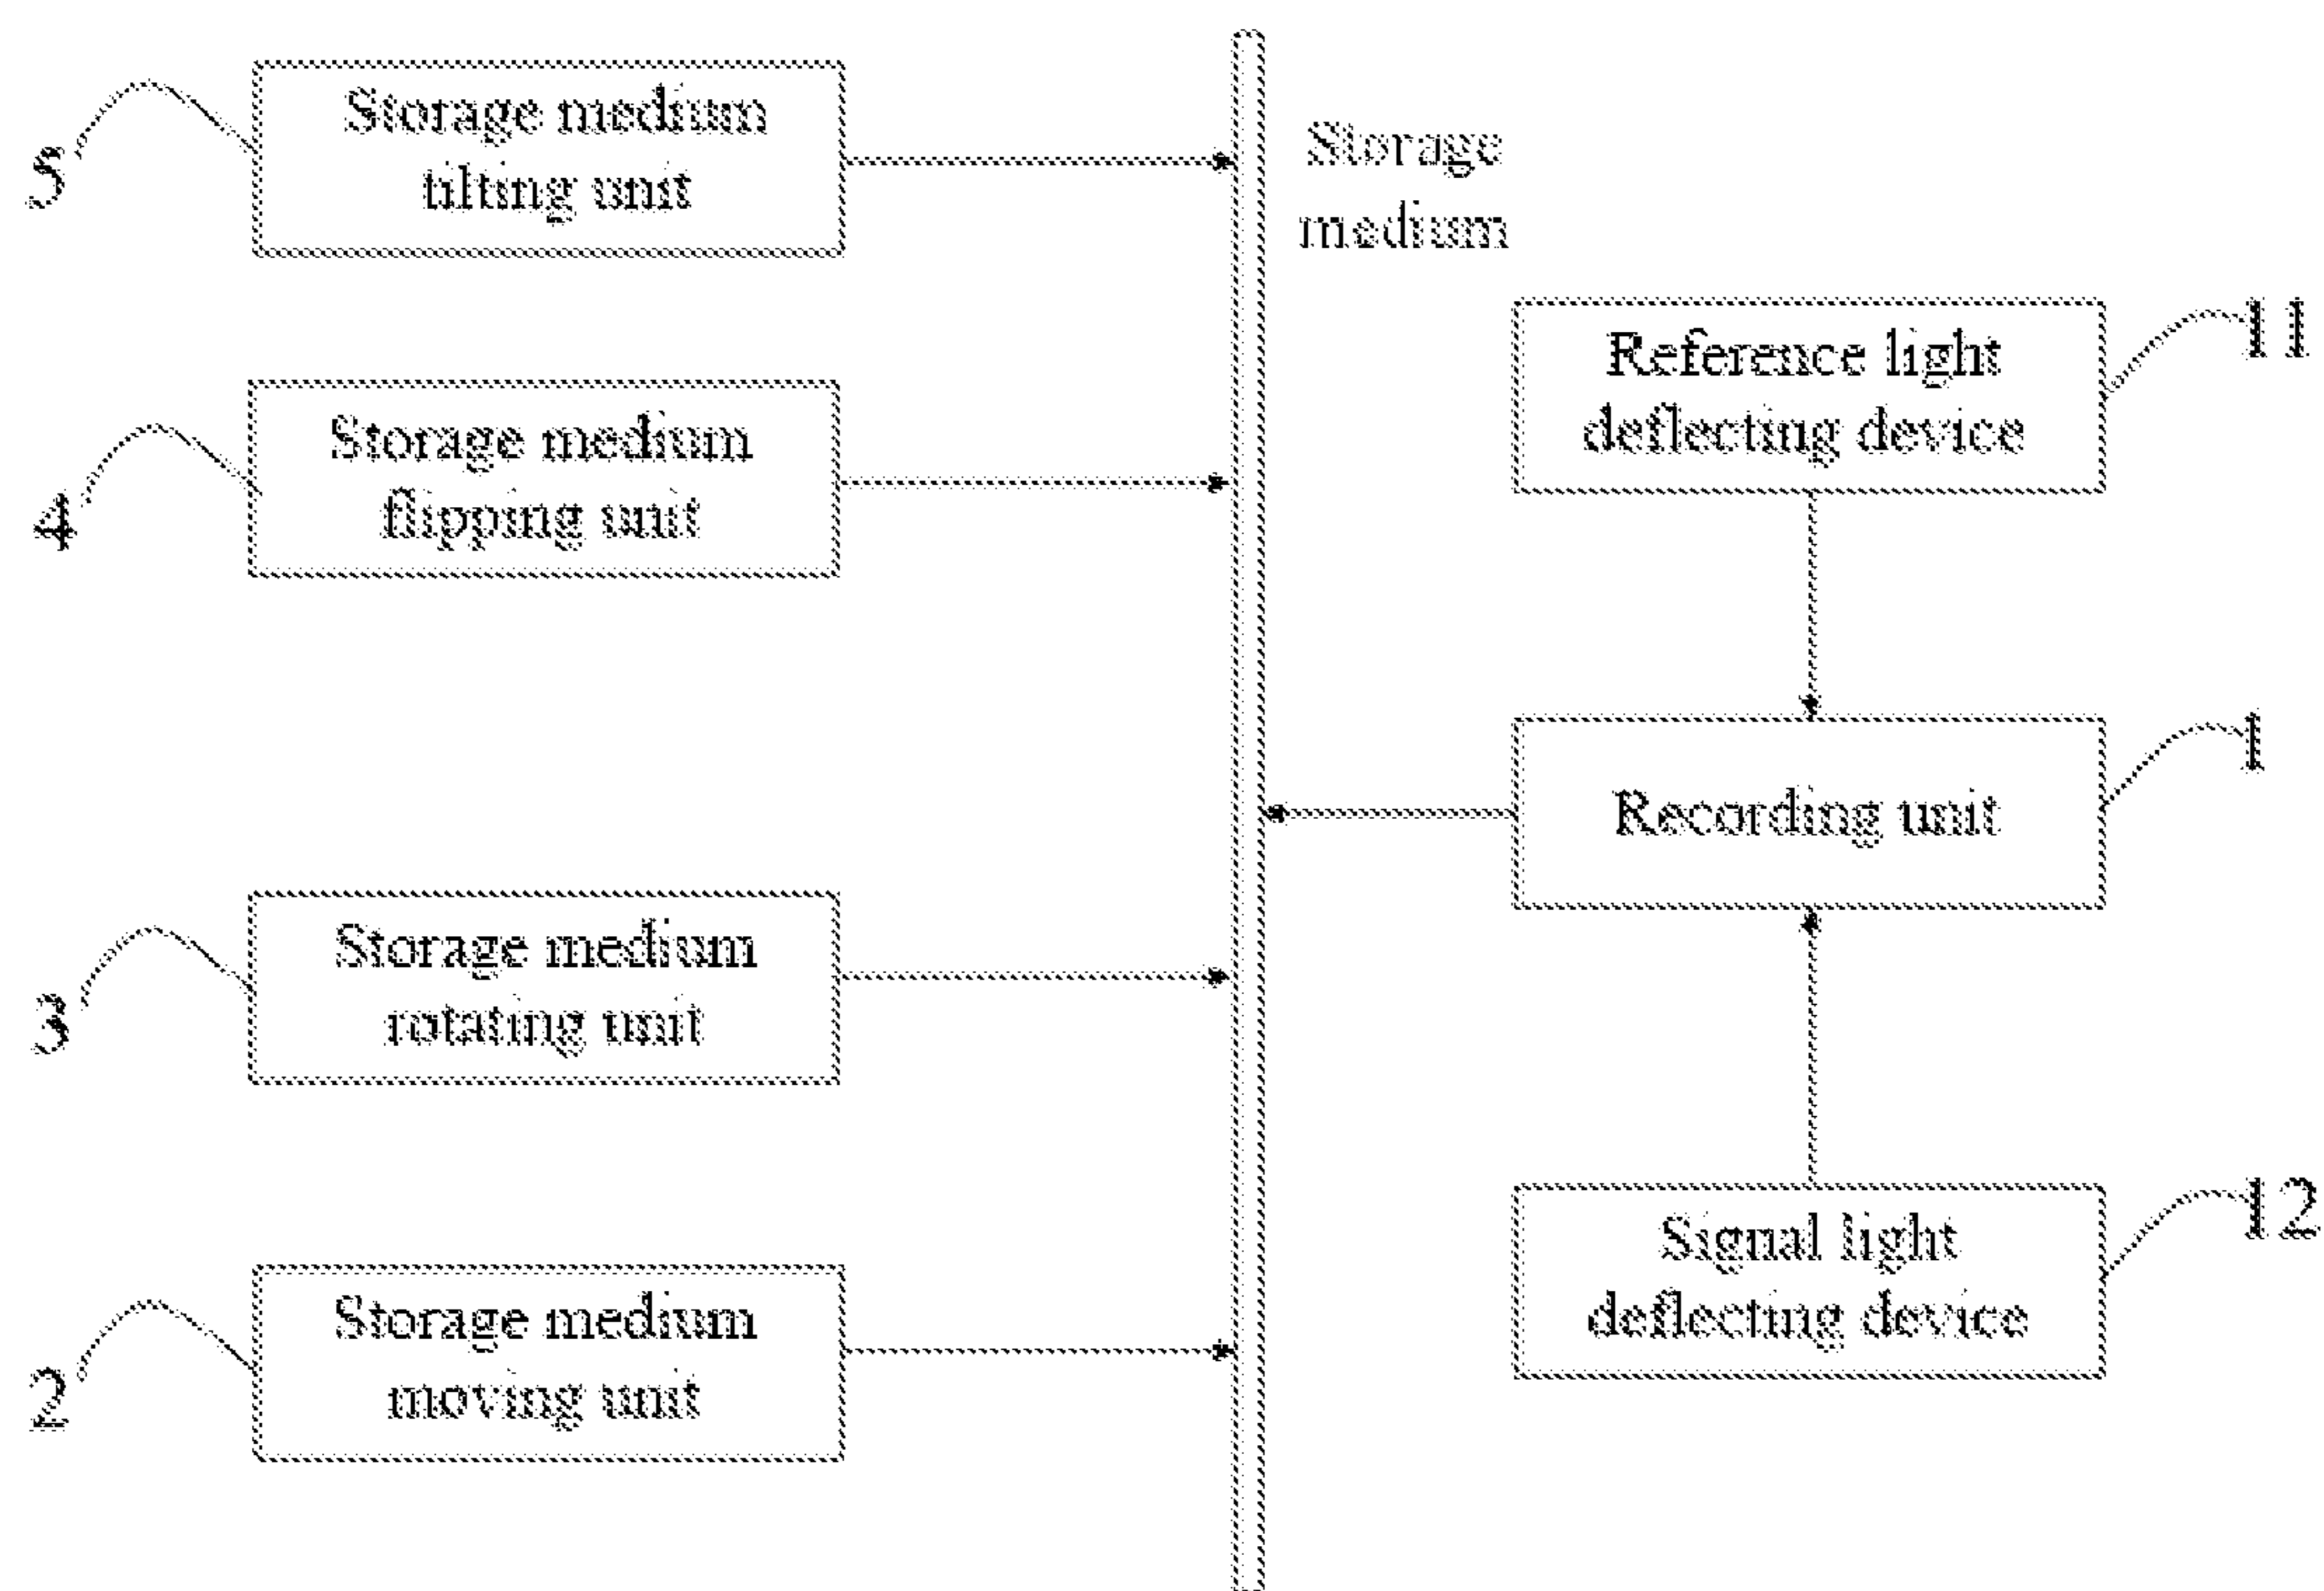 5
Storage medium
tilting unit
Storage
medium
4
Storage medium
flipping unit
Reference light
deflecting device
11
Recording unit
1
3
Storage medium
rotating unit
Signal light
deflecting device
12
2
Storage medium
moving unit